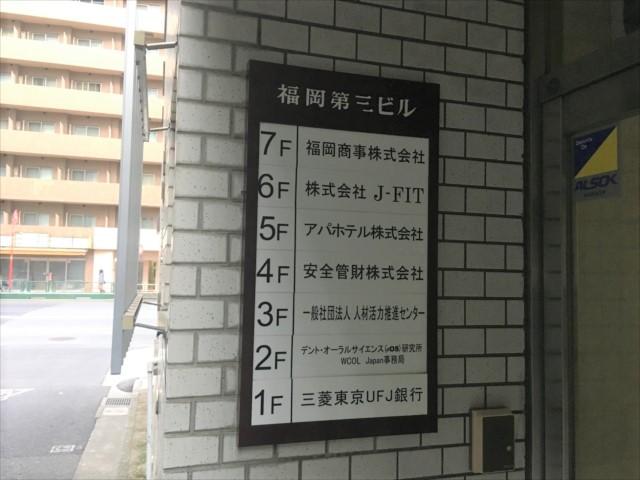 福岡第三ビル
7F 福岡商事株式会社
6F 株式会社 J-FIT
5F アパホテル株式会社
4F 安全管財株式会社
3F 一般社団法人 人材活力推進センター
2F デント・オーラルサイエンス(iDOS)研究所
WCOL Japan事務局
1F 三菱東京UFJ銀行
ALSOK